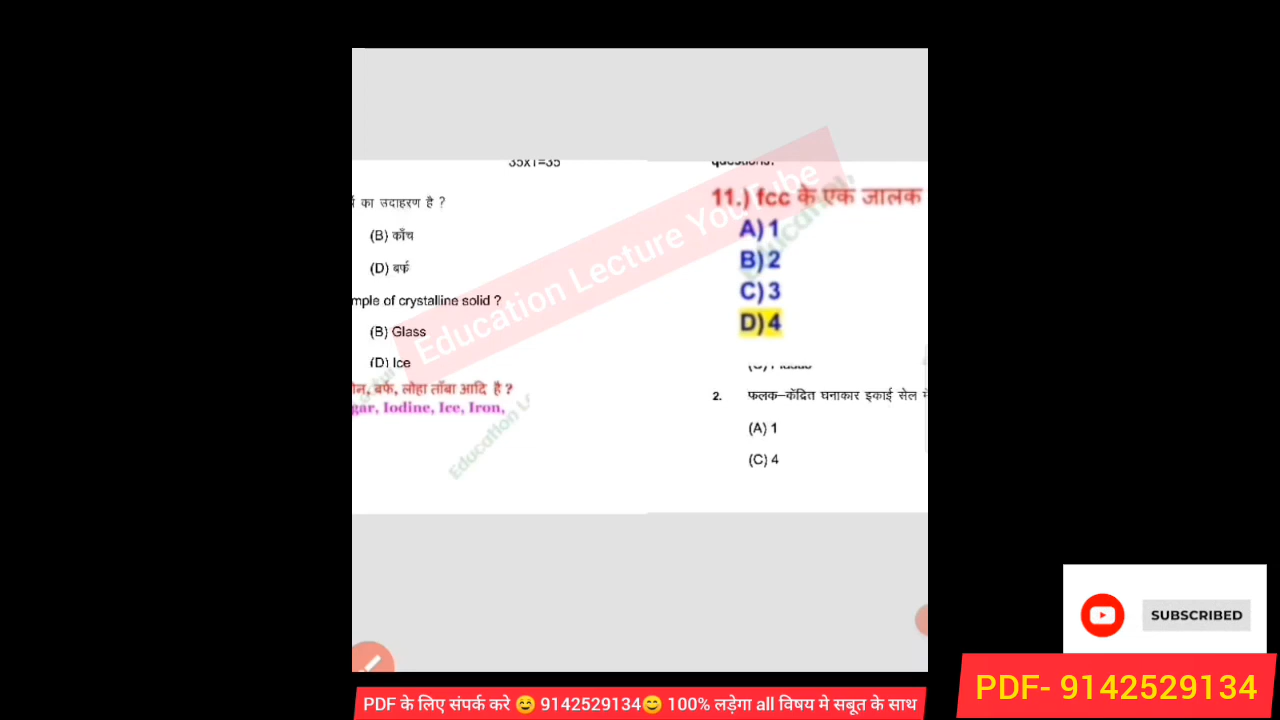 35x1=35
का उदाहरण है ?
(B) काँच
(D) बर्फ
mple of crystalline solid ?
(B) Glass
(D) Ice
बर्फ, लोहा ताँबा आदि है ?
gar, Iodine, Ice, Iron,
Education
Education Lecture YouTube
questions.
11.) fcc के एक जालक
A) 1
B) 2
C) 3
D) 4
2. फलक-केंद्रित घनाकार इकाई सेल
(A) 1
(C) 4
SUBSCRIBED
PDF- 9142529134
PDF के लिए संपर्क करे 😊 9142529134😊 100% लड़ेगा all विषय मे सबूत के साथ